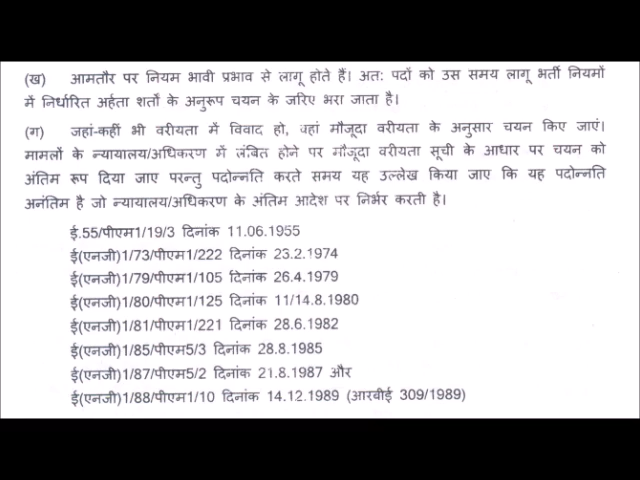 (ख) आमतौर पर नियम भावी प्रभाव से लागू होते हैं। अतः पदों को उस समय लागू भर्ती नियमों
में निर्धारित अर्हता शर्तों के अनुरूप चयन के जरिए भरा जाता है।
(ग) जहां-कहीं भी वरीयता में विवाद हो, वहां मौजूदा वरीयता के अनुसार चयन किए जाएं।
मामलों के न्यायालय/अधिकरण में लंबित होने पर मौजूदा वरीयता सूची के आधार पर चयन को
अंतिम रूप दिया जाए परन्तु पदोन्नति करते समय यह उल्लेख किया जाए कि यह पदोन्नति
अनंतिम है जो न्यायालय/अधिकरण के अंतिम आदेश पर निर्भर करती है।
ई.55/पीएम1/19/3 दिनांक 11.06.1955
ई(एनजी)1/73/पीएम1/222 दिनांक 23.2.1974
ई(एनजी)1/79/पीएम1/105 दिनांक 26.4.1979
ई(एनजी)1/80/पीएम1/125 दिनांक 11/14.8.1980
ई(एनजी)1/81/पीएम1/221 दिनांक 28.6.1982
ई(एनजी)1/85/पीएम5/3 दिनांक 28.8.1985
ई(एनजी)1/87/पीएम5/2 दिनांक 21.8.1987 और
ई(एनजी)1/88/पीएम1/10 दिनांक 14.12.1989 (आरबीई 309/1989)